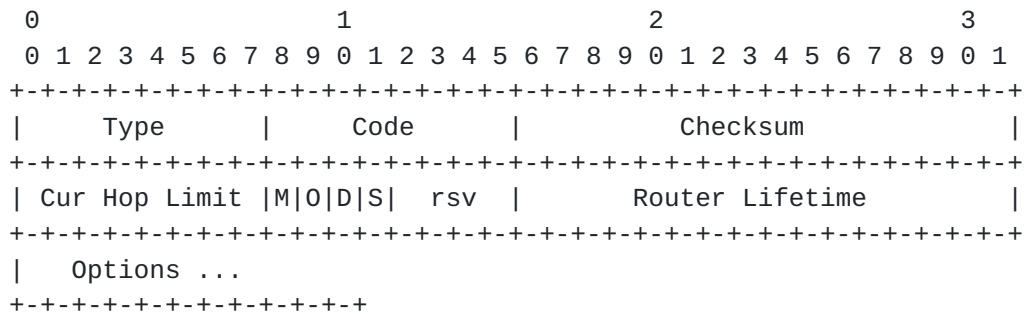 0                   1                   2                   3
 0 1 2 3 4 5 6 7 8 9 0 1 2 3 4 5 6 7 8 9 0 1 2 3 4 5 6 7 8 9 0 1
+-+-+-+-+-+-+-+-+-+-+-+-+-+-+-+-+-+-+-+-+-+-+-+-+-+-+-+-+-+-+-+-+
|     Type      |     Code      |          Checksum             |
+-+-+-+-+-+-+-+-+-+-+-+-+-+-+-+-+-+-+-+-+-+-+-+-+-+-+-+-+-+-+-+-+
| Cur Hop Limit |M|O|D|S|  rsv  |       Router Lifetime         |
+-+-+-+-+-+-+-+-+-+-+-+-+-+-+-+-+-+-+-+-+-+-+-+-+-+-+-+-+-+-+-+-+
|   Options ...
+-+-+-+-+-+-+-+-+-+-+-+